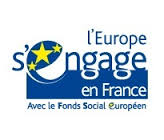 l'Europe
s'engage
en France
Avec le Fonds Social Européen